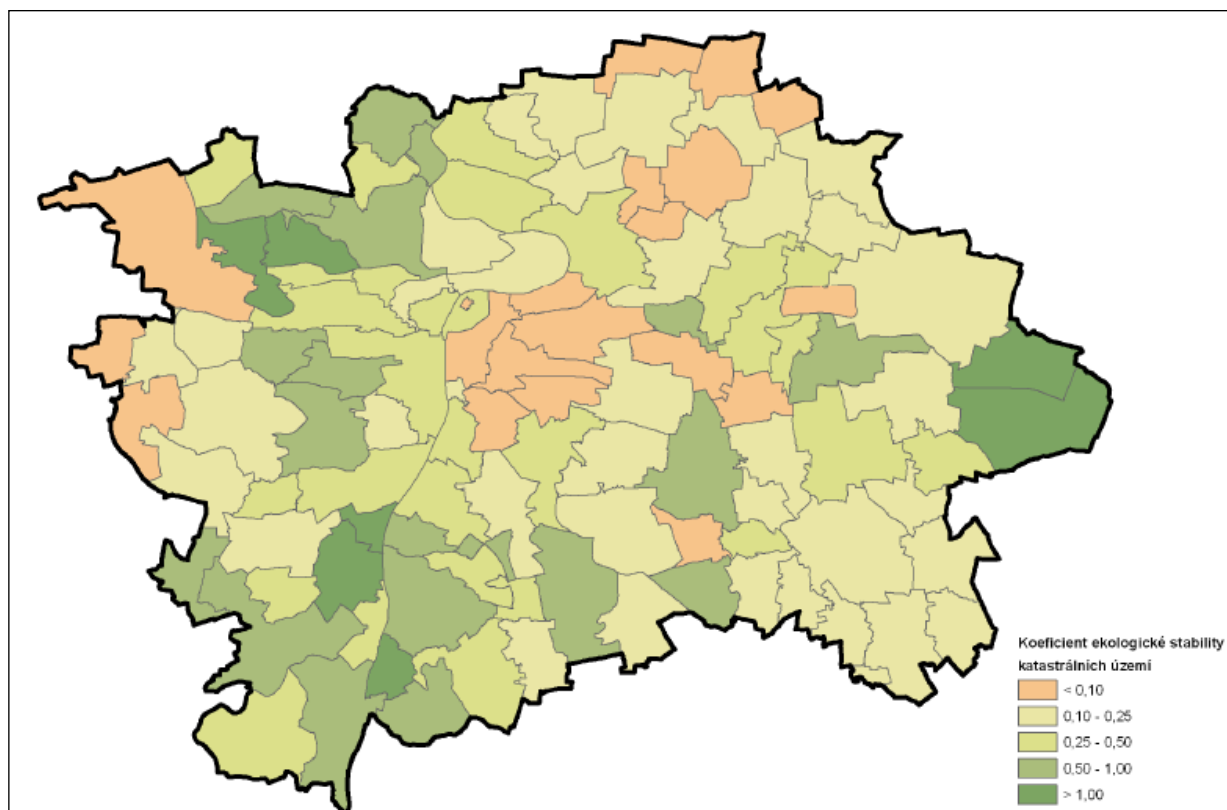 Koeficient ekologické stability
katastrálních území
< 0,10
0,10 - 0,25
0,25 - 0,50
0,50 - 1,00
> 1,00